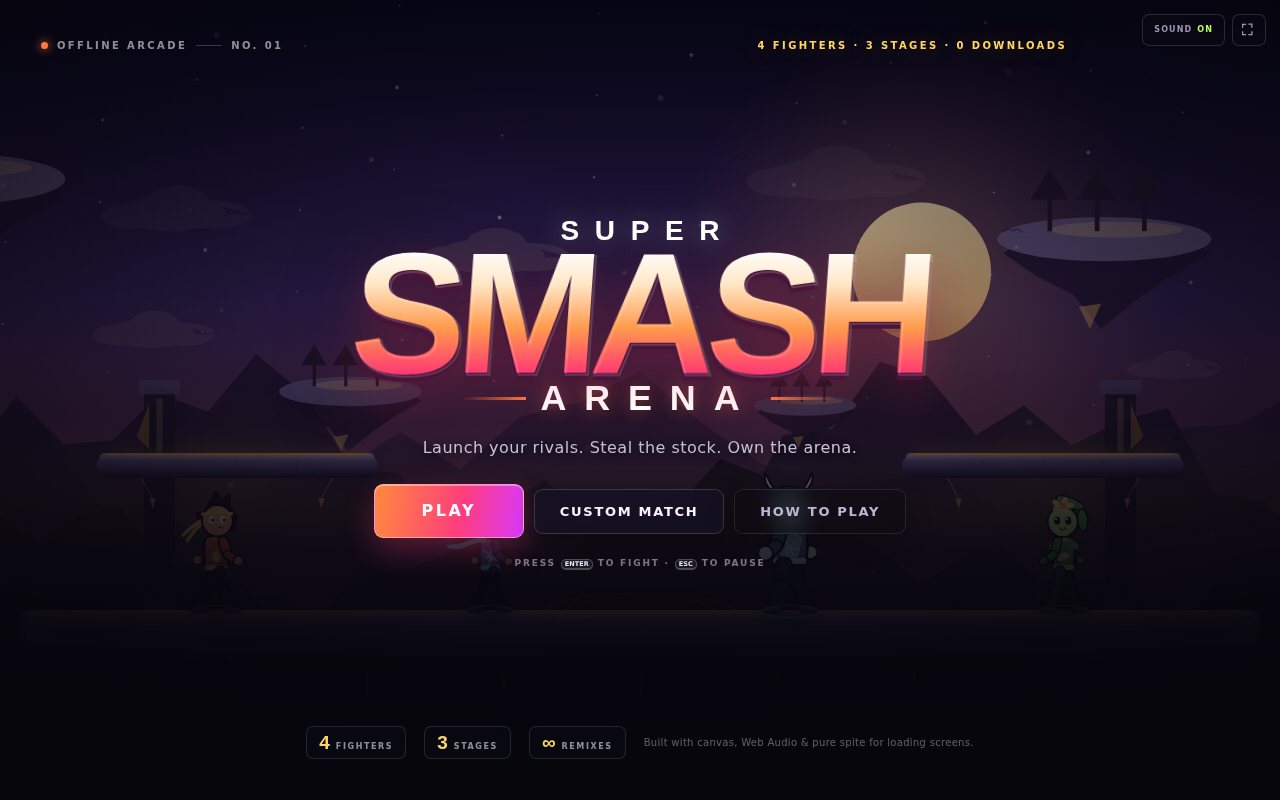 OFFLINE ARCADE NO. 01
4 FIGHTERS · 3 STAGES · 0 DOWNLOADS
SOUND ON
SUPER
SMASH
ARENA
Launch your rivals. Steal the stock. Own the arena.
PLAY
CUSTOM MATCH
HOW TO PLAY
PRESS ENTER TO FIGHT · ESC TO PAUSE
4 FIGHTERS
3 STAGES
∞ REMIXES
Built with canvas, Web Audio & pure spite for loading screens.